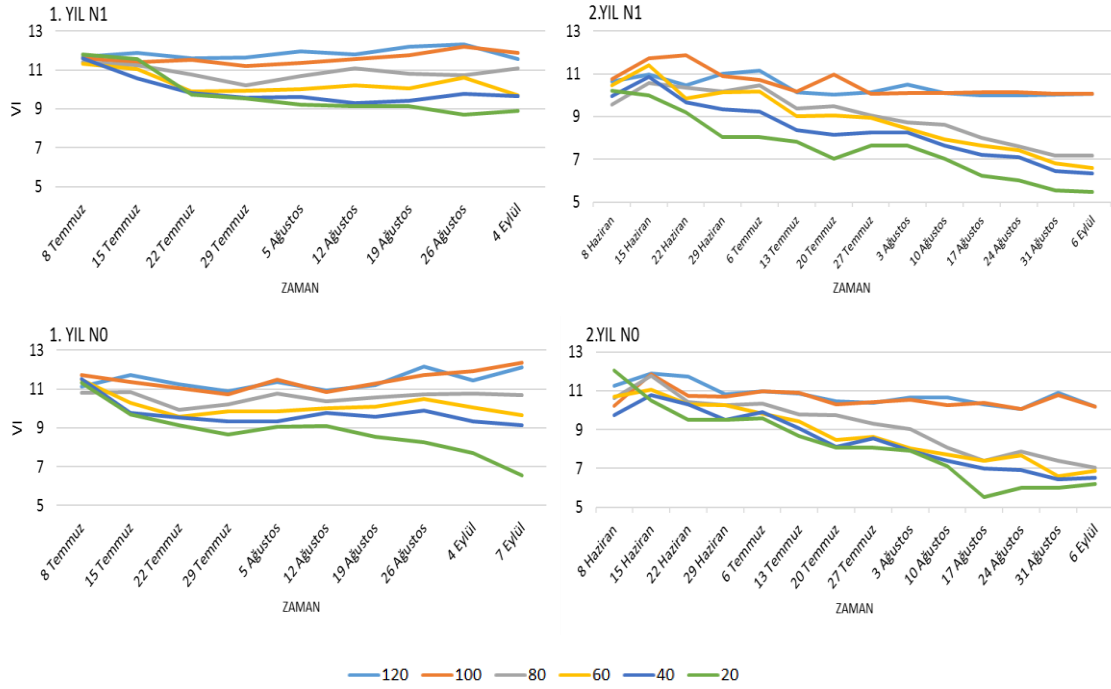 1. YIL N1
13
11
9
7
5
VI
8 Temmuz
15 Temmuz
22 Temmuz
29 Temmuz
5 Ağustos
12 Ağustos
19 Ağustos
26 Ağustos
4 Eylül
ZAMAN
2.YIL N1
13
11
9
7
5
8 Haziran
15 Haziran
22 Haziran
29 Haziran
6 Temmuz
13 Temmuz
20 Temmuz
27 Temmuz
3 Ağustos
10 Ağustos
17 Ağustos
24 Ağustos
31 Ağustos
6 Eylül
ZAMAN
1. YIL N0
13
11
9
7
5
VI
8 Temmuz
15 Temmuz
22 Temmuz
29 Temmuz
5 Ağustos
12 Ağustos
19 Ağustos
26 Ağustos
4 Eylül
7 Eylül
ZAMAN
2.YIL N0
13
11
9
7
5
8 Haziran
15 Haziran
22 Haziran
29 Haziran
6 Temmuz
13 Temmuz
20 Temmuz
27 Temmuz
3 Ağustos
10 Ağustos
17 Ağustos
24 Ağustos
31 Ağustos
6 Eylül
ZAMAN
120 100 80 60 40 20